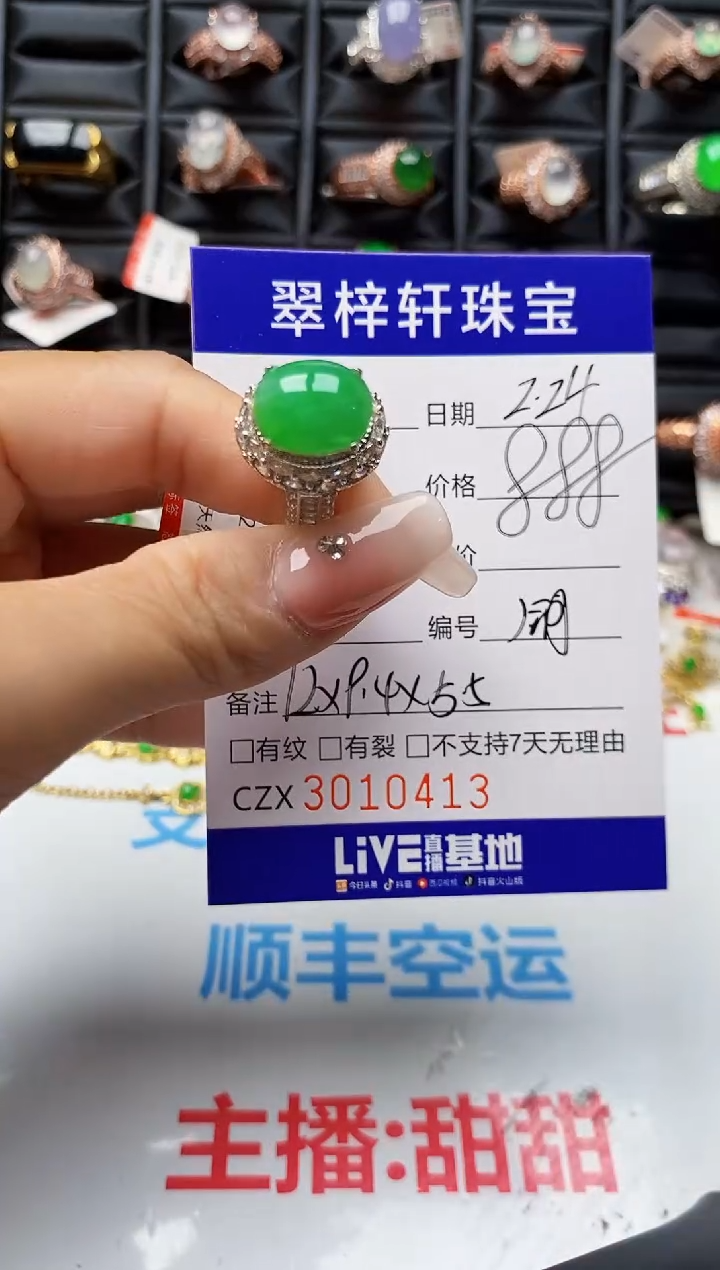 翠梓轩珠宝
日期 2.24
价格 888
价
编号
备注 12x9.4x5.5
□有纹 □有裂 □不支持7天无理由
CZX 3010413
LiVE直播基地
今日头条 抖音 西瓜视频 抖音火山版
顺丰空运
主播:甜甜